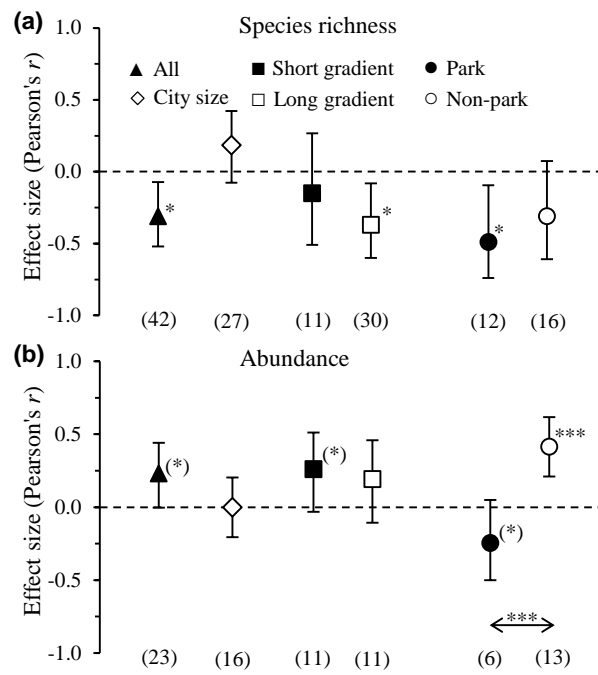 (a)
Species richness
1.0
0.5
0.0
-0.5
-1.0
Effect size (Pearson's r)
All
Short gradient
Park
City size
Long gradient
Non-park
*
*
*
(42) (27) (11) (30) (12) (16)
(b)
Abundance
1.0
0.5
0.0
-0.5
-1.0
Effect size (Pearson's r)
(*)
(*)
***
(*)
***
(23) (16) (11) (11) (6) (13)